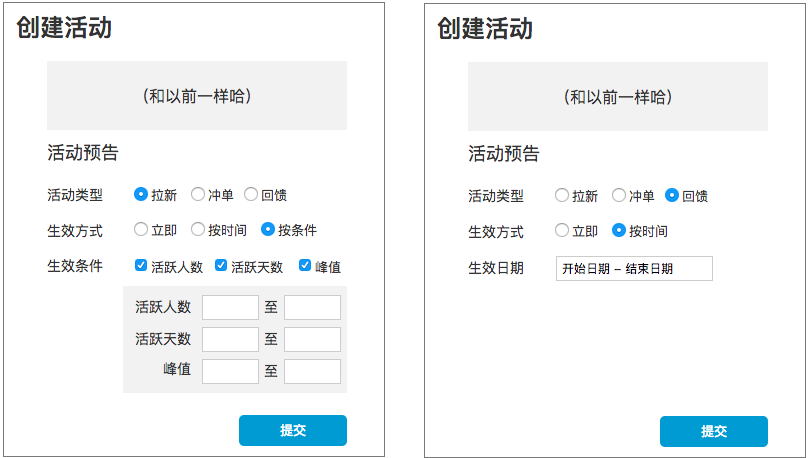 创建活动
(和以前一样哈)
活动预告
活动类型 拉新 冲单 回馈
生效方式 立即 按时间 按条件
生效条件 活跃人数 活跃天数 峰值
活跃人数 至
活跃天数 至
峰值 至
提交
创建活动
(和以前一样哈)
活动预告
活动类型 拉新 冲单 回馈
生效方式 立即 按时间
生效日期 开始日期 – 结束日期
提交